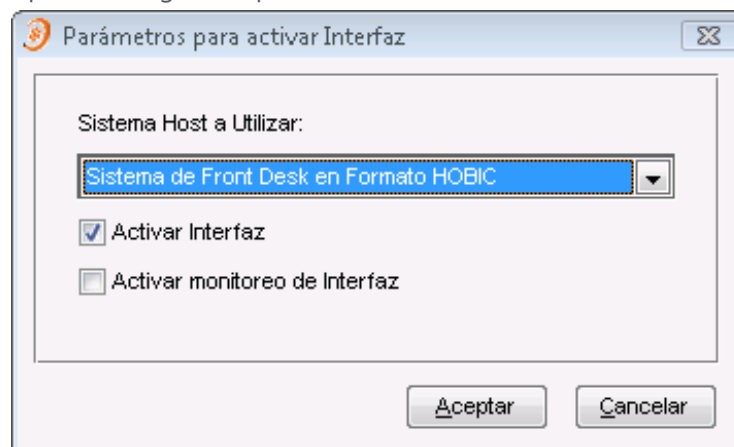 Parámetros para activar Interfaz
Sistema Host a Utilizar:
Sistema de Front Desk en Formato HOBIC
Activar Interfaz
Activar monitoreo de Interfaz
Aceptar Cancelar